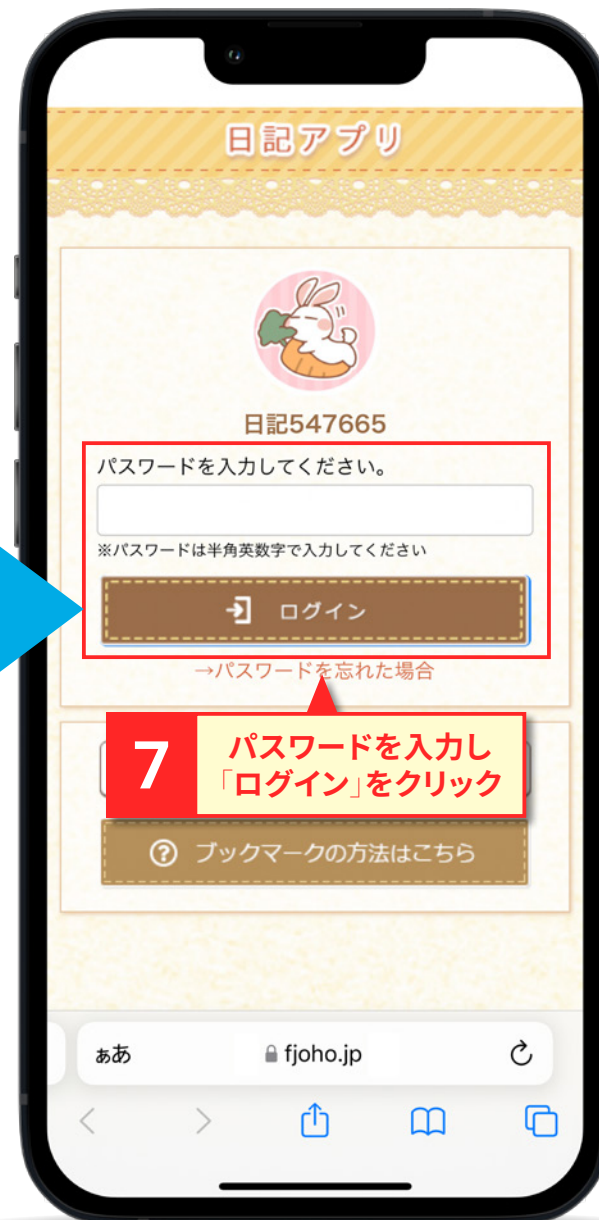 日記アプリ
日記547665
パスワードを入力してください。
※パスワードは半角英数字で入力してください
ログイン
→パスワードを忘れた場合
7
パスワードを入力し
「ログイン」をクリック
ブックマークの方法はこちら
ぁあ
fjoho.jp